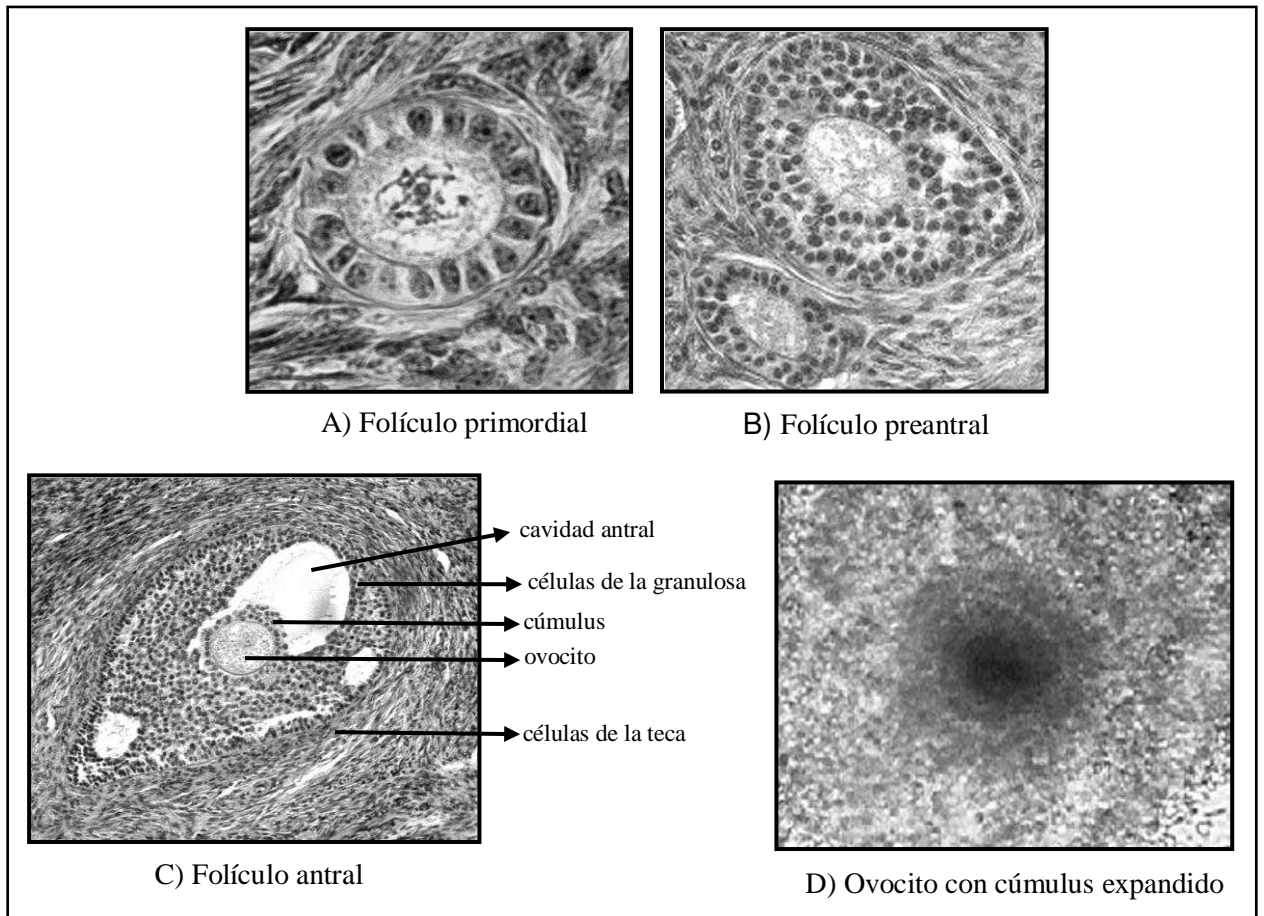 A) Folículo primordial
B) Folículo preantral
cavidad antral
células de la granulosa
cúmulus
ovocito
células de la teca
C) Folículo antral
D) Ovocito con cúmulus expandido